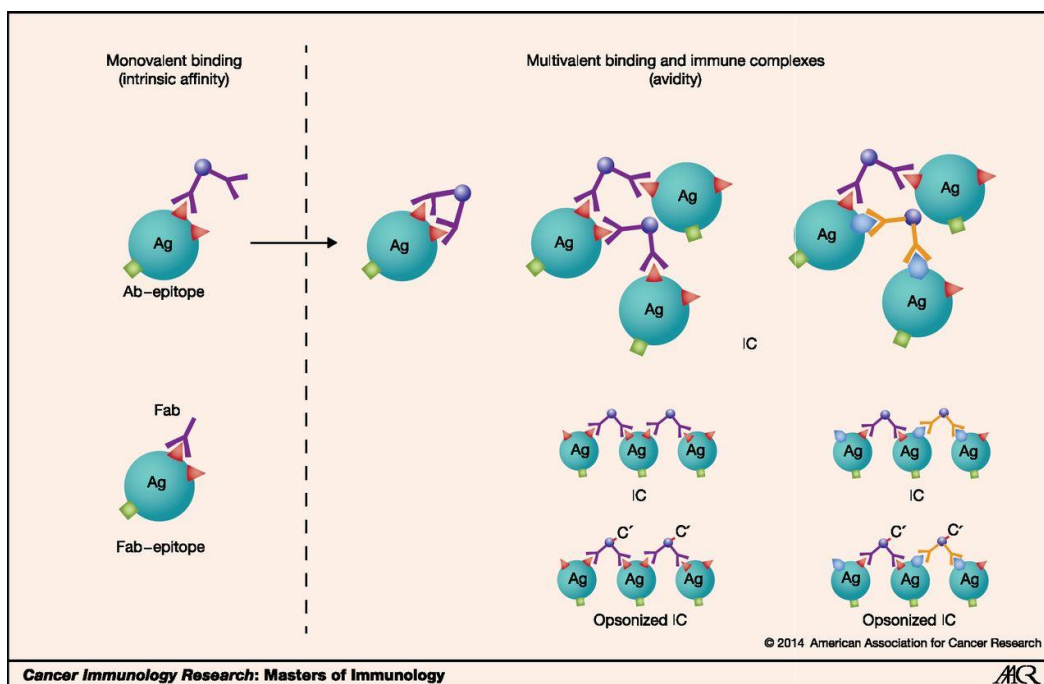 Monovalent binding
(intrinsic affinity)
Multivalent binding and immune complexes
(avidity)
Ag
Ab–epitope
Ag
Ag
Ag
Ag
IC
Ag
Ag
Ag
Fab
Ag
Fab–epitope
Ag Ag Ag
IC
Ag Ag Ag
IC
C′ C′
Ag Ag Ag
Opsonized IC
C′ C′
Ag Ag Ag
Opsonized IC
© 2014 American Association for Cancer Research
Cancer Immunology Research: Masters of Immunology
AACR